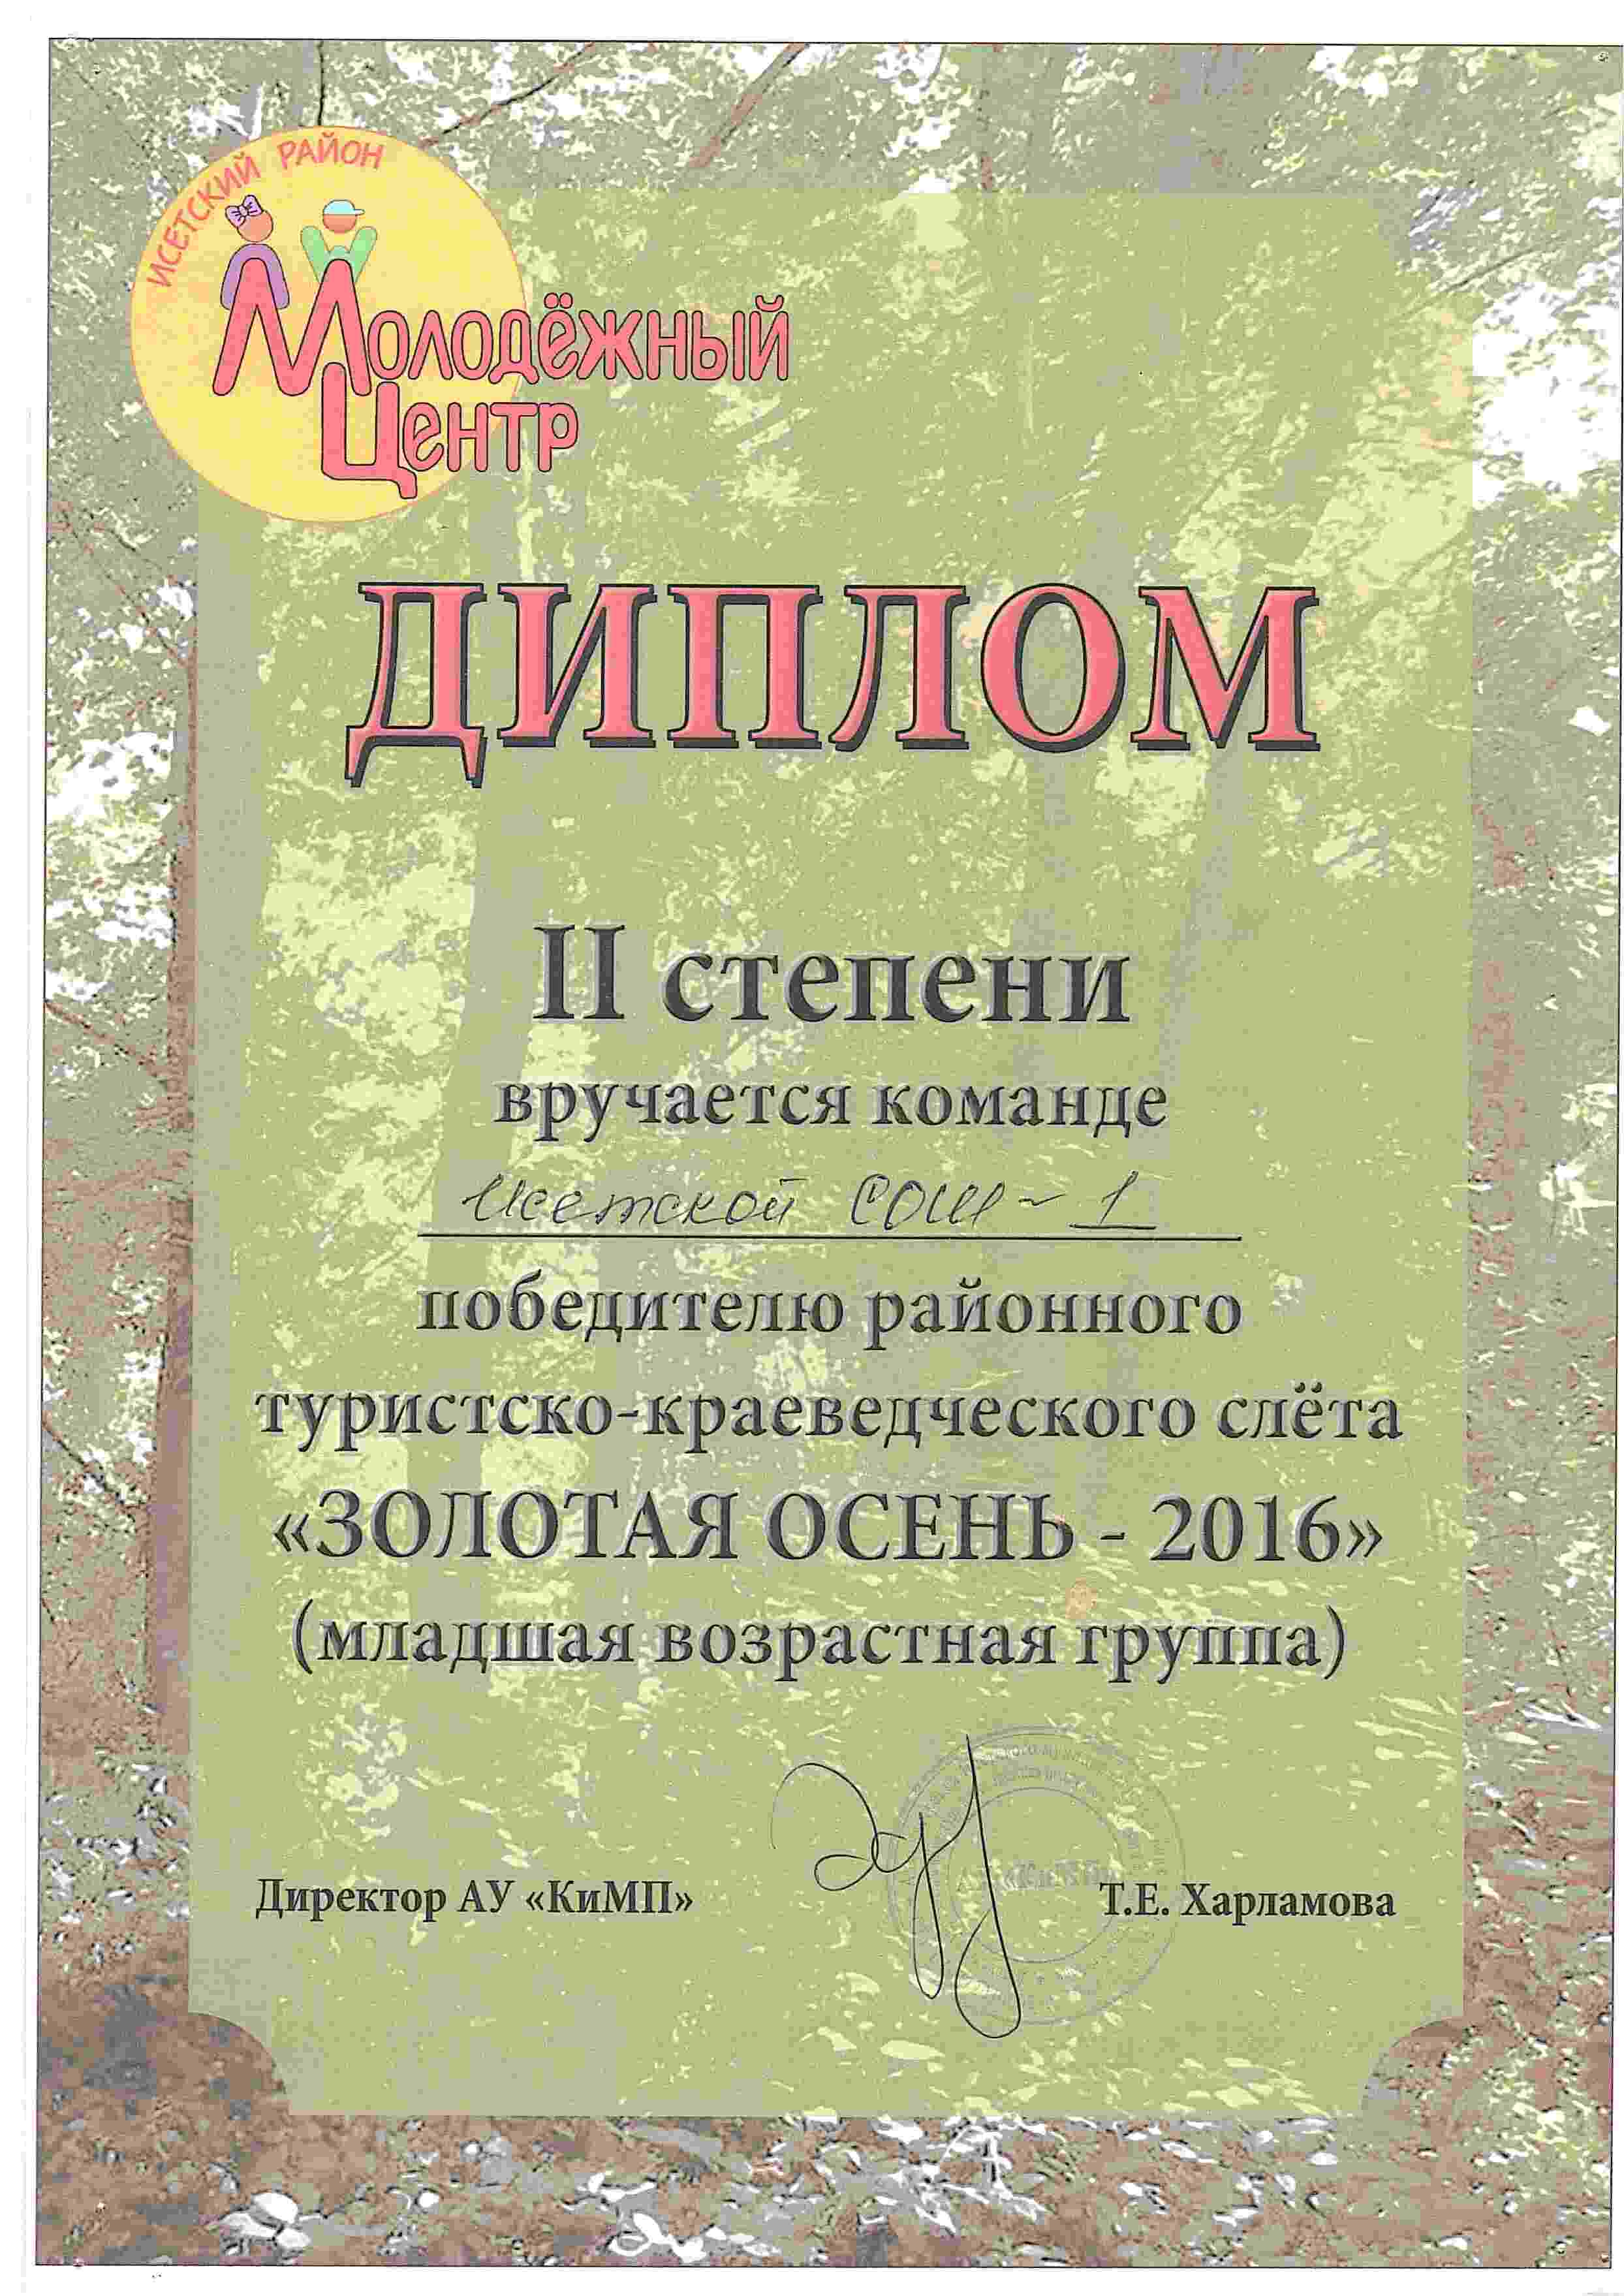 ИСЕТСКИЙ РАЙОН
МОЛОДЁЖНЫЙ
ЦЕНТР
ДИПЛОМ
II степени
вручается команде
Исетской СОШ - 1
победителю районного
туристско-краеведческого слёта
«ЗОЛОТАЯ ОСЕНЬ - 2016»
(младшая возрастная группа)
Директор АУ «КиМП»
Т.Е. Харламова